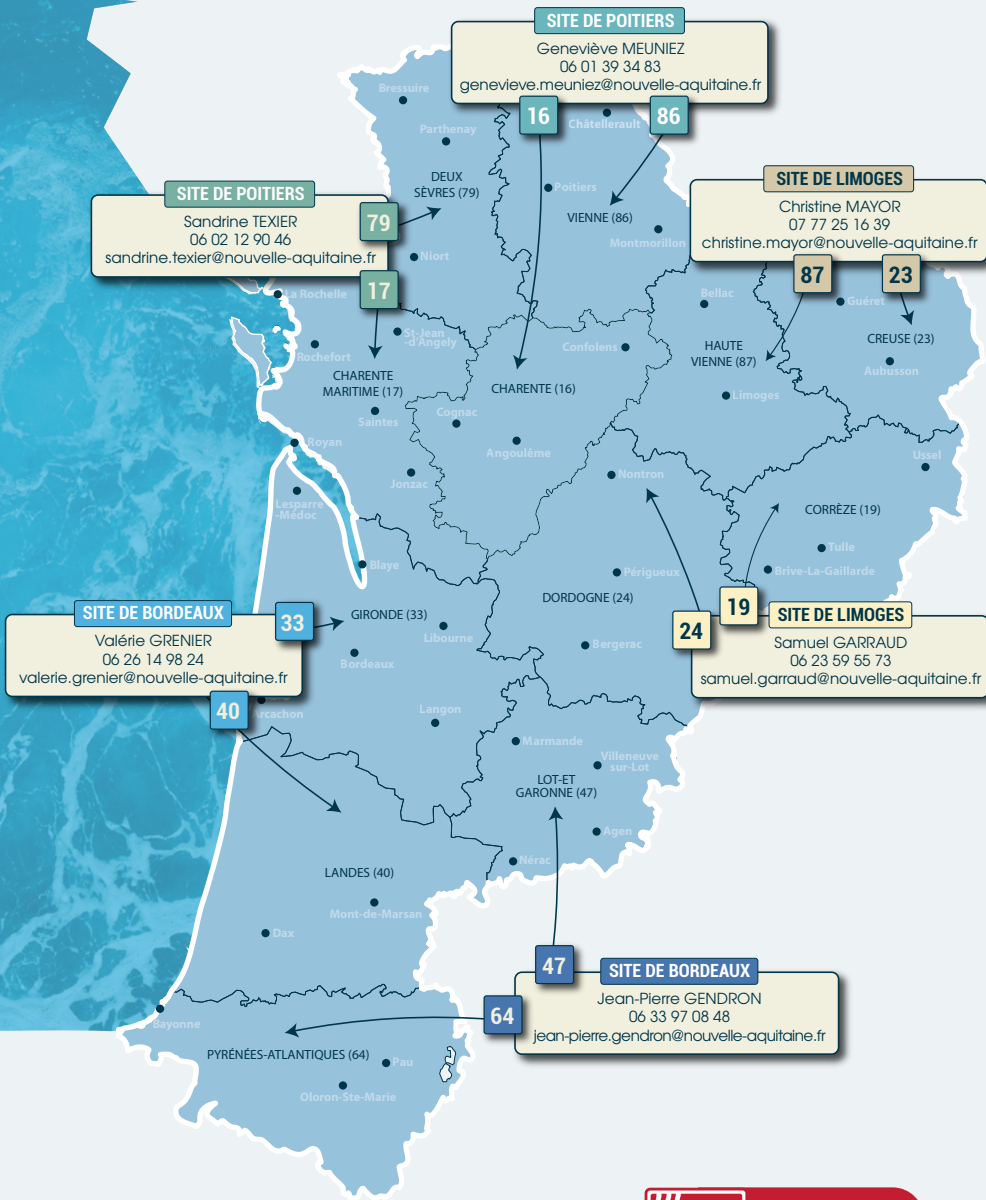 SITE DE POITIERS
Geneviève MEUNIEZ
06 01 39 34 83
genevieve.meuniez@nouvelle-aquitaine.fr
16
86
Bressuire
Parthenay
Châtellerault
DEUX
SÈVRES (79)
Poitiers
VIENNE (86)
Montmorillon
Niort
SITE DE POITIERS
Sandrine TEXIER
06 02 12 90 46
sandrine.texier@nouvelle-aquitaine.fr
79
17
SITE DE LIMOGES
Christine MAYOR
07 77 25 16 39
christine.mayor@nouvelle-aquitaine.fr
87
23
La Rochelle
St-Jean
-d'Angely
Rochefort
CHARENTE
MARITIME (17)
Saintes
Confolens
CHARENTE (16)
Cognac
Angoulême
Bellac
Guéret
HAUTE
VIENNE (87)
CREUSE (23)
Aubusson
Limoges
Royan
Jonzac
Lesparre
-Médoc
Nontron
Ussel
CORRÈZE (19)
Tulle
Brive-La-Gaillarde
Blaye
Périgueux
DORDOGNE (24)
GIRONDE (33)
Libourne
Bordeaux
Bergerac
SITE DE BORDEAUX
Valérie GRENIER
06 26 14 98 24
valerie.grenier@nouvelle-aquitaine.fr
33
40
19
24
SITE DE LIMOGES
Samuel GARRAUD
06 23 59 55 73
samuel.garraud@nouvelle-aquitaine.fr
Arcachon
Langon
Marmande
Villeneuve
sur-Lot
LOT-ET
GARONNE (47)
Agen
Nérac
LANDES (40)
Mont-de-Marsan
Dax
47
64
SITE DE BORDEAUX
Jean-Pierre GENDRON
06 33 97 08 48
jean-pierre.gendron@nouvelle-aquitaine.fr
Bayonne
PYRÉNÉES-ATLANTIQUES (64)
Pau
Oloron-Ste-Marie